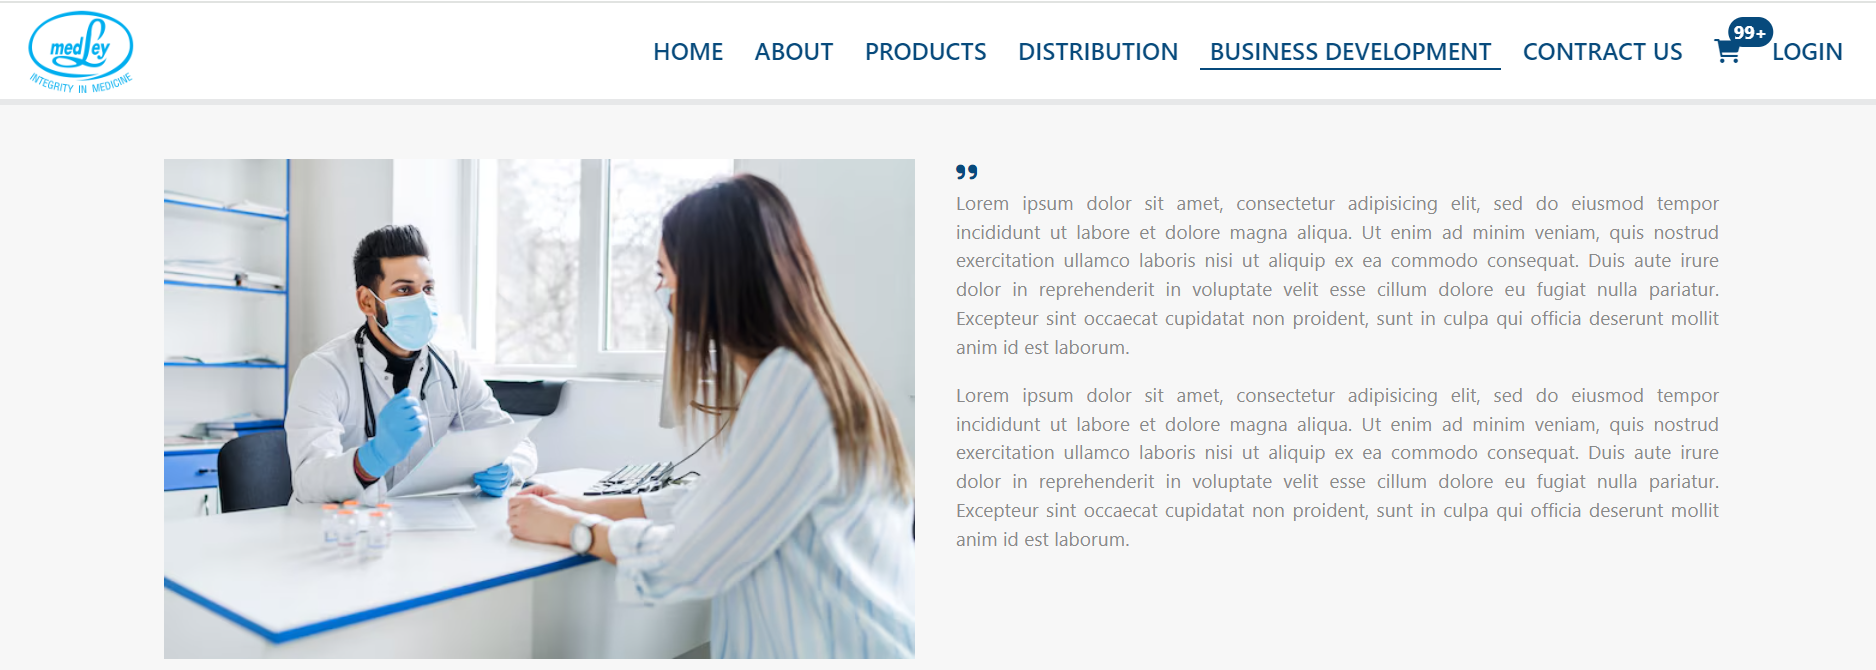 medley
INTEGRITY IN MEDICINE
HOME ABOUT PRODUCTS DISTRIBUTION BUSINESS DEVELOPMENT CONTRACT US 99+ LOGIN
”
Lorem ipsum dolor sit amet, consectetur adipisicing elit, sed do eiusmod tempor
incididunt ut labore et dolore magna aliqua. Ut enim ad minim veniam, quis nostrud
exercitation ullamco laboris nisi ut aliquip ex ea commodo consequat. Duis aute irure
dolor in reprehenderit in voluptate velit esse cillum dolore eu fugiat nulla pariatur.
Excepteur sint occaecat cupidatat non proident, sunt in culpa qui officia deserunt mollit
anim id est laborum.
Lorem ipsum dolor sit amet, consectetur adipisicing elit, sed do eiusmod tempor
incididunt ut labore et dolore magna aliqua. Ut enim ad minim veniam, quis nostrud
exercitation ullamco laboris nisi ut aliquip ex ea commodo consequat. Duis aute irure
dolor in reprehenderit in voluptate velit esse cillum dolore eu fugiat nulla pariatur.
Excepteur sint occaecat cupidatat non proident, sunt in culpa qui officia deserunt mollit
anim id est laborum.